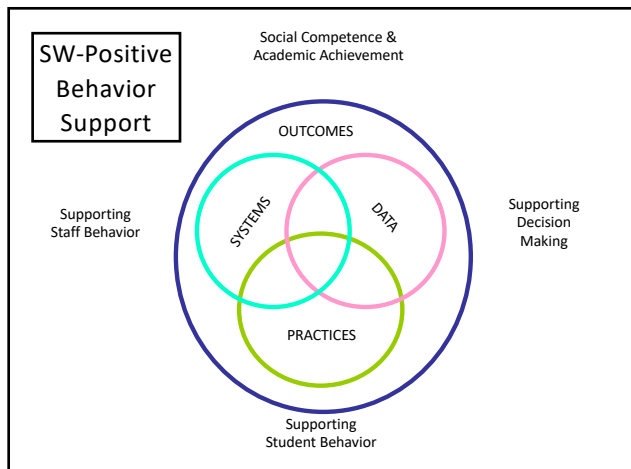 SW-Positive
Behavior
Support
Social Competence &
Academic Achievement
OUTCOMES
SYSTEMS
DATA
PRACTICES
Supporting
Staff Behavior
Supporting
Decision
Making
Supporting
Student Behavior